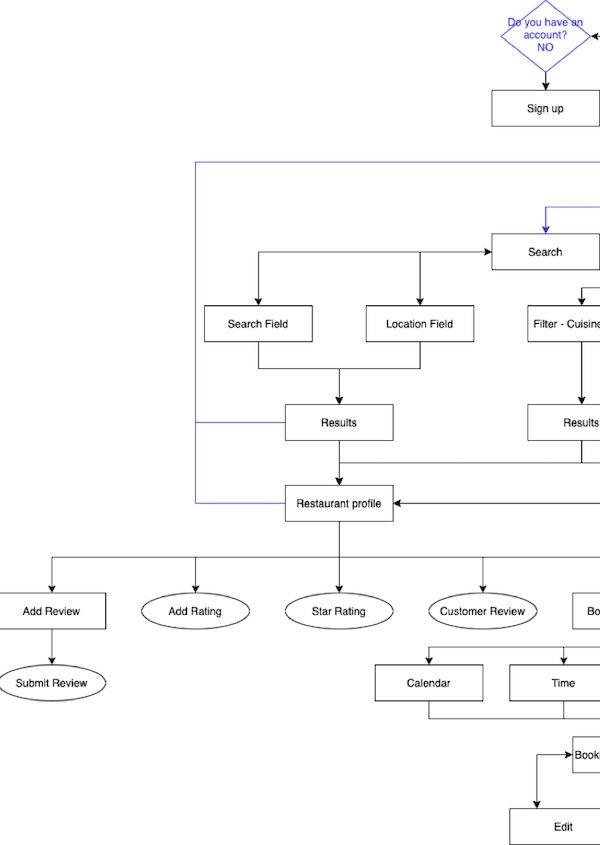 Do you have an
account?
NO
Sign up
Search
Search Field
Location Field
Filter - Cuisine
Results
Results
Restaurant profile
Add Review
Add Rating
Star Rating
Customer Review
Bo
Submit Review
Calendar
Time
Booki
Edit